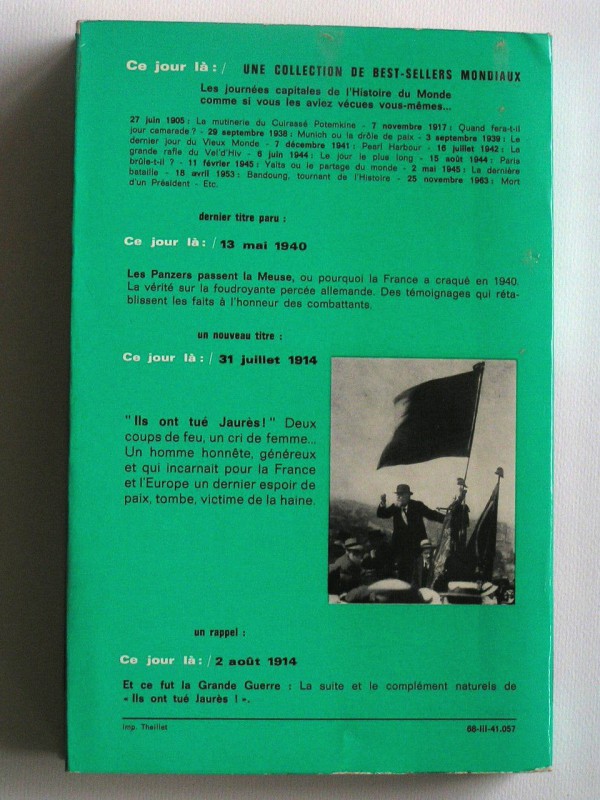 Ce jour là : / UNE COLLECTION DE BEST-SELLERS MONDIAUX
Les journées capitales de l'Histoire du Monde
comme si vous les aviez vécues vous-mêmes...
27 juin 1905 : La mutinerie du Cuirassé Potemkine - 7 novembre 1917 : Quand fera-t-il
jour camarade ? - 29 septembre 1938 : Munich ou la drôle de paix - 3 septembre 1939 : Le
dernier jour du Vieux Monde - 7 décembre 1941 : Pearl Harbour - 16 juillet 1942 : La
grande rafle du Vel'd'Hiv - 6 juin 1944 : Le jour le plus long - 15 août 1944 : Paris
brûle-t-il ? - 11 février 1945 : Yalta ou le partage du monde - 2 mai 1945 : La dernière
bataille - 18 avril 1953 : Bandoung, tournant de l'Histoire - 25 novembre 1963 : Mort
d'un Président - Etc.
dernier titre paru :
Ce jour là : / 13 mai 1940
Les Panzers passent la Meuse, ou pourquoi la France a craqué en 1940.
La vérité sur la foudroyante percée allemande. Des témoignages qui réta-
blissent les faits à l'honneur des combattants.
un nouveau titre :
Ce jour là : / 31 juillet 1914
"Ils ont tué Jaurès!" Deux
coups de feu, un cri de femme...
Un homme honnête, généreux
et qui incarnait pour la France
et l'Europe un dernier espoir de
paix, tombe, victime de la haine.
un rappel :
Ce jour là : / 2 août 1914
Et ce fut la Grande Guerre : La suite et le complément naturels de
« Ils ont tué Jaurès ! ».
Imp. Theillet
68-III-41.057